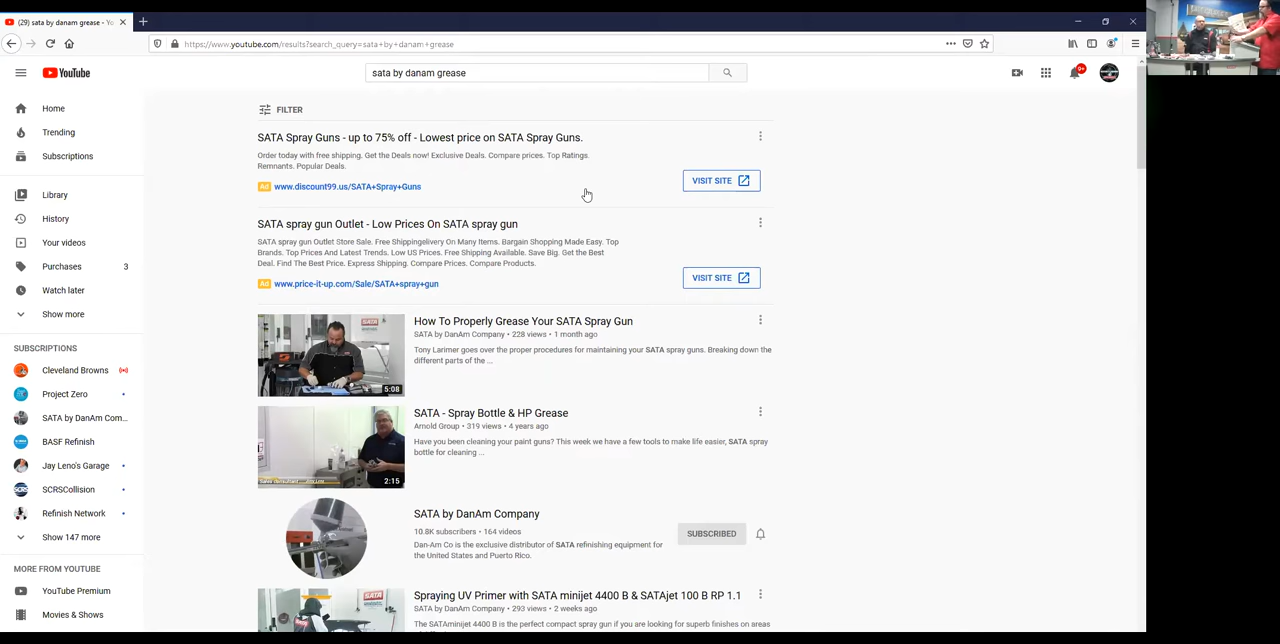 (29) sata by danam grease - Yo
https://www.youtube.com/results?search_query=sata+by+danam+grease
YouTube
sata by danam grease
9+
Home
Trending
Subscriptions
Library
History
Your videos
Purchases 3
Watch later
Show more
SUBSCRIPTIONS
Cleveland Browns
Project Zero
SATA by DanAm Com...
BASF Refinish
Jay Leno's Garage
SCRSCollision
Refinish Network
Show 147 more
MORE FROM YOUTUBE
YouTube Premium
Movies & Shows
FILTER
SATA Spray Guns - up to 75% off - Lowest price on SATA Spray Guns.
Order today with free shipping. Get the Deals now! Exclusive Deals. Compare prices. Top Ratings.
Remnants. Popular Deals.
Ad www.discount99.us/SATA+Spray+Guns
VISIT SITE
SATA spray gun Outlet - Low Prices On SATA spray gun
SATA spray gun Outlet Store Sale. Free Shippingelivery On Many Items. Bargain Shopping Made Easy. Top
Brands. Top Prices And Latest Trends. Low US Prices. Free Shipping Available. Save Big. Get the Best
Deal. Find The Best Price. Express Shipping. Compare Prices. Compare Products.
Ad www.price-it-up.com/Sale/SATA+spray+gun
VISIT SITE
SATA
5:08
How To Properly Grease Your SATA Spray Gun
SATA by DanAm Company • 228 views • 1 month ago
Tony Larimer goes over the proper procedures for maintaining your SATA spray guns. Breaking down the
different parts of the ...
2:15
SATA - Spray Bottle & HP Grease
Arnold Group • 319 views • 4 years ago
Have you been cleaning your paint guns? This week we have a few tools to make life easier, SATA spray
bottle for cleaning ...
SATA by DanAm Company
10.8K subscribers • 164 videos
Dan-Am Co is the exclusive distributor of SATA refinishing equipment for
the United States and Puerto Rico.
SUBSCRIBED
SATA
Spraying UV Primer with SATA minijet 4400 B & SATAjet 100 B RP 1.1
SATA by DanAm Company • 293 views • 2 weeks ago
The SATAminijet 4400 B is the perfect compact spray gun if you are looking for superb finishes on areas